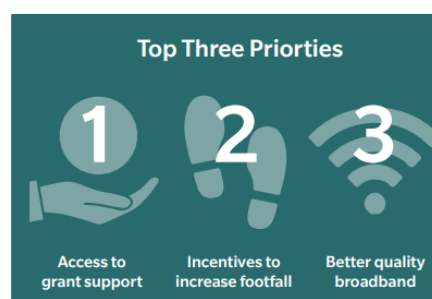 Top Three Priorties
1 2 3
Access to
grant support
Incentives to
increase footfall
Better quality
broadband